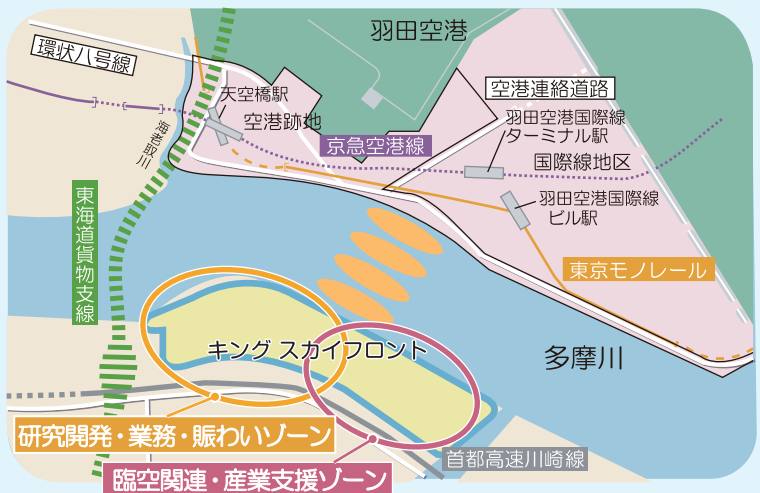 羽田空港
環状八号線
空港連絡道路
天空橋駅
空港跡地
羽田空港国際線
ターミナル駅
海老取川
京急空港線
国際線地区
東海道貨物支線
羽田空港国際線
ビル駅
東京モノレール
キング スカイフロント
多摩川
研究開発・業務・賑わいゾーン
首都高速川崎線
臨空関連・産業支援ゾーン